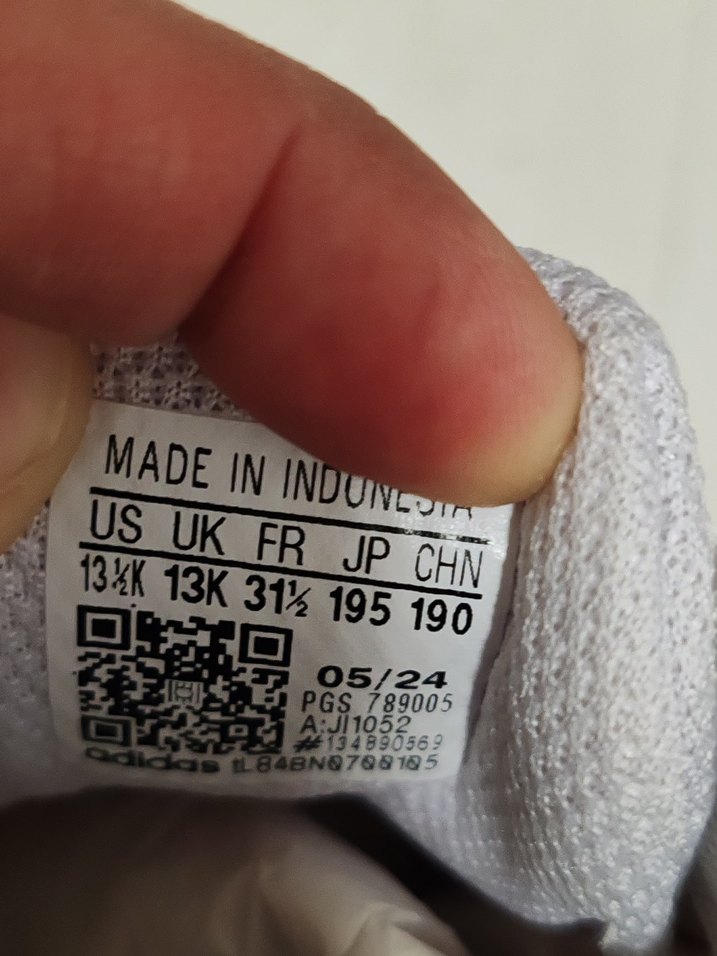 MADE IN INDONESIA
US UK FR JP CHN
13½K 13K 31½ 195 190
05/24
PGS 789005
A:JI1052
#134890569
adidas tL84BN0700105